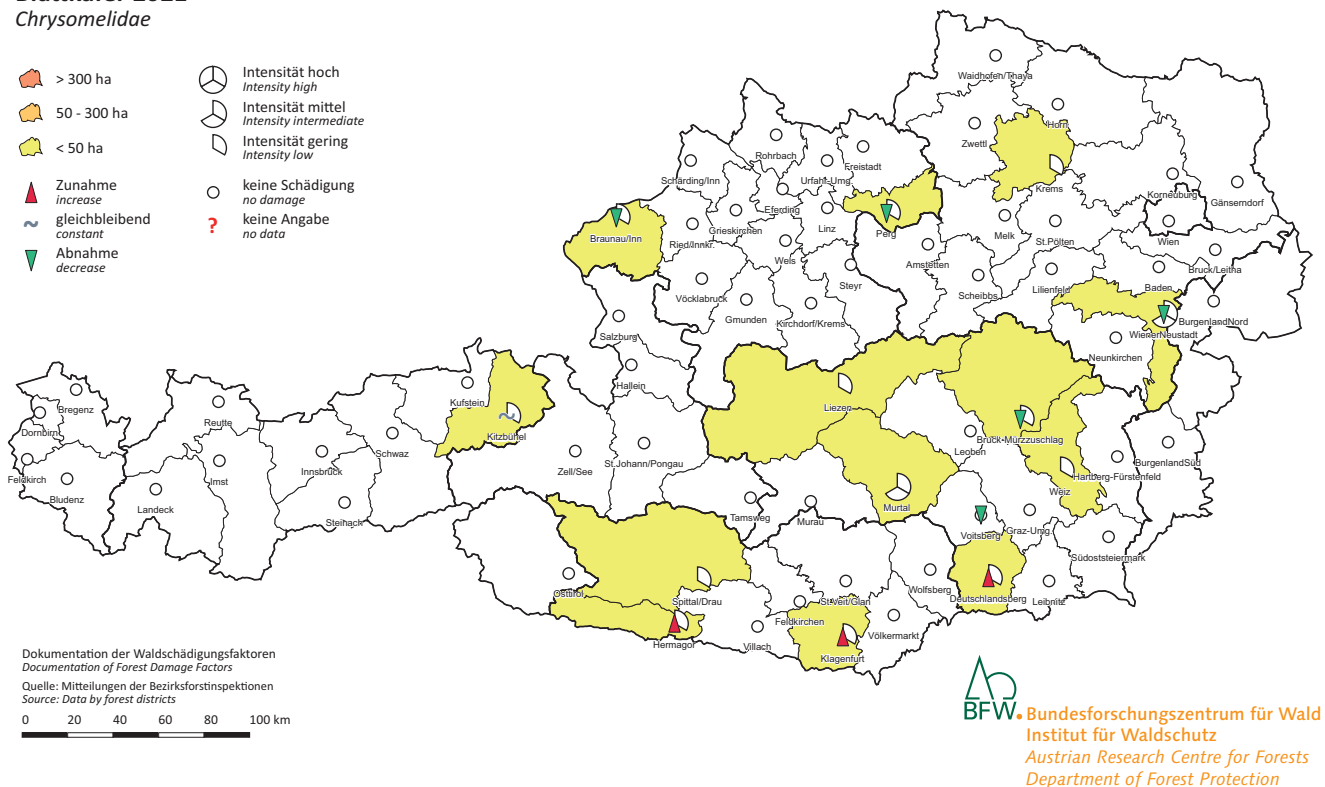 Blattkäfer
Chrysomelidae
> 300 ha
50 - 300 ha
< 50 ha
Zunahme
increase
~ gleichbleibend
constant
Abnahme
decrease
Intensität hoch
Intensity high
Intensität mittel
Intensity intermediate
Intensität gering
Intensity low
keine Schädigung
no damage
? keine Angabe
no data
Waidhofen/Thaya
Horn
Zwettl
Krems
Korneuburg
Gänserndorf
Rohrbach
Freistadt
Schärding/Inn
Urfahr-Umg.
Eferding
Grieskirchen
Linz
Perg
Braunau/Inn
Ried/Innkr.
Wels
Melk
St.Pölten
Wien
Amstetten
Bruck/Leitha
Steyr
Scheibbs
Lilienfeld
Baden
Vöcklabruck
Gmunden
Kirchdorf/Krems
BurgenlandNord
WienerNeustadt
Salzburg
Neunkirchen
Hallein
Bregenz
Dornbirn
Reutte
Kufstein
~
Kitzbühel
Liezen
Bruck-Mürzzuschlag
Schwaz
Leoben
Feldkirch
Bludenz
Imst
Innsbruck
Zell/See
St.Johann/Pongau
BurgenlandSüd
Hartberg-Fürstenfeld
Weiz
Landeck
Steinach
Tamsweg
Murau
Murtal
Voitsberg
Graz-Umg.
Südoststeiermark
Osttirol
Spittal/Drau
St.Veit/Glan
Wolfsberg
Deutschlandsberg
Leibnitz
Feldkirchen
Völkermarkt
Hermagor
Villach
Klagenfurt
Dokumentation der Waldschädigungsfaktoren
Documentation of Forest Damage Factors
Quelle: Mitteilungen der Bezirksforstinspektionen
Source: Data by forest districts
0 20 40 60 80 100 km
BFW.
Bundesforschungszentrum für Wald
Institut für Waldschutz
Austrian Research Centre for Forests
Department of Forest Protection